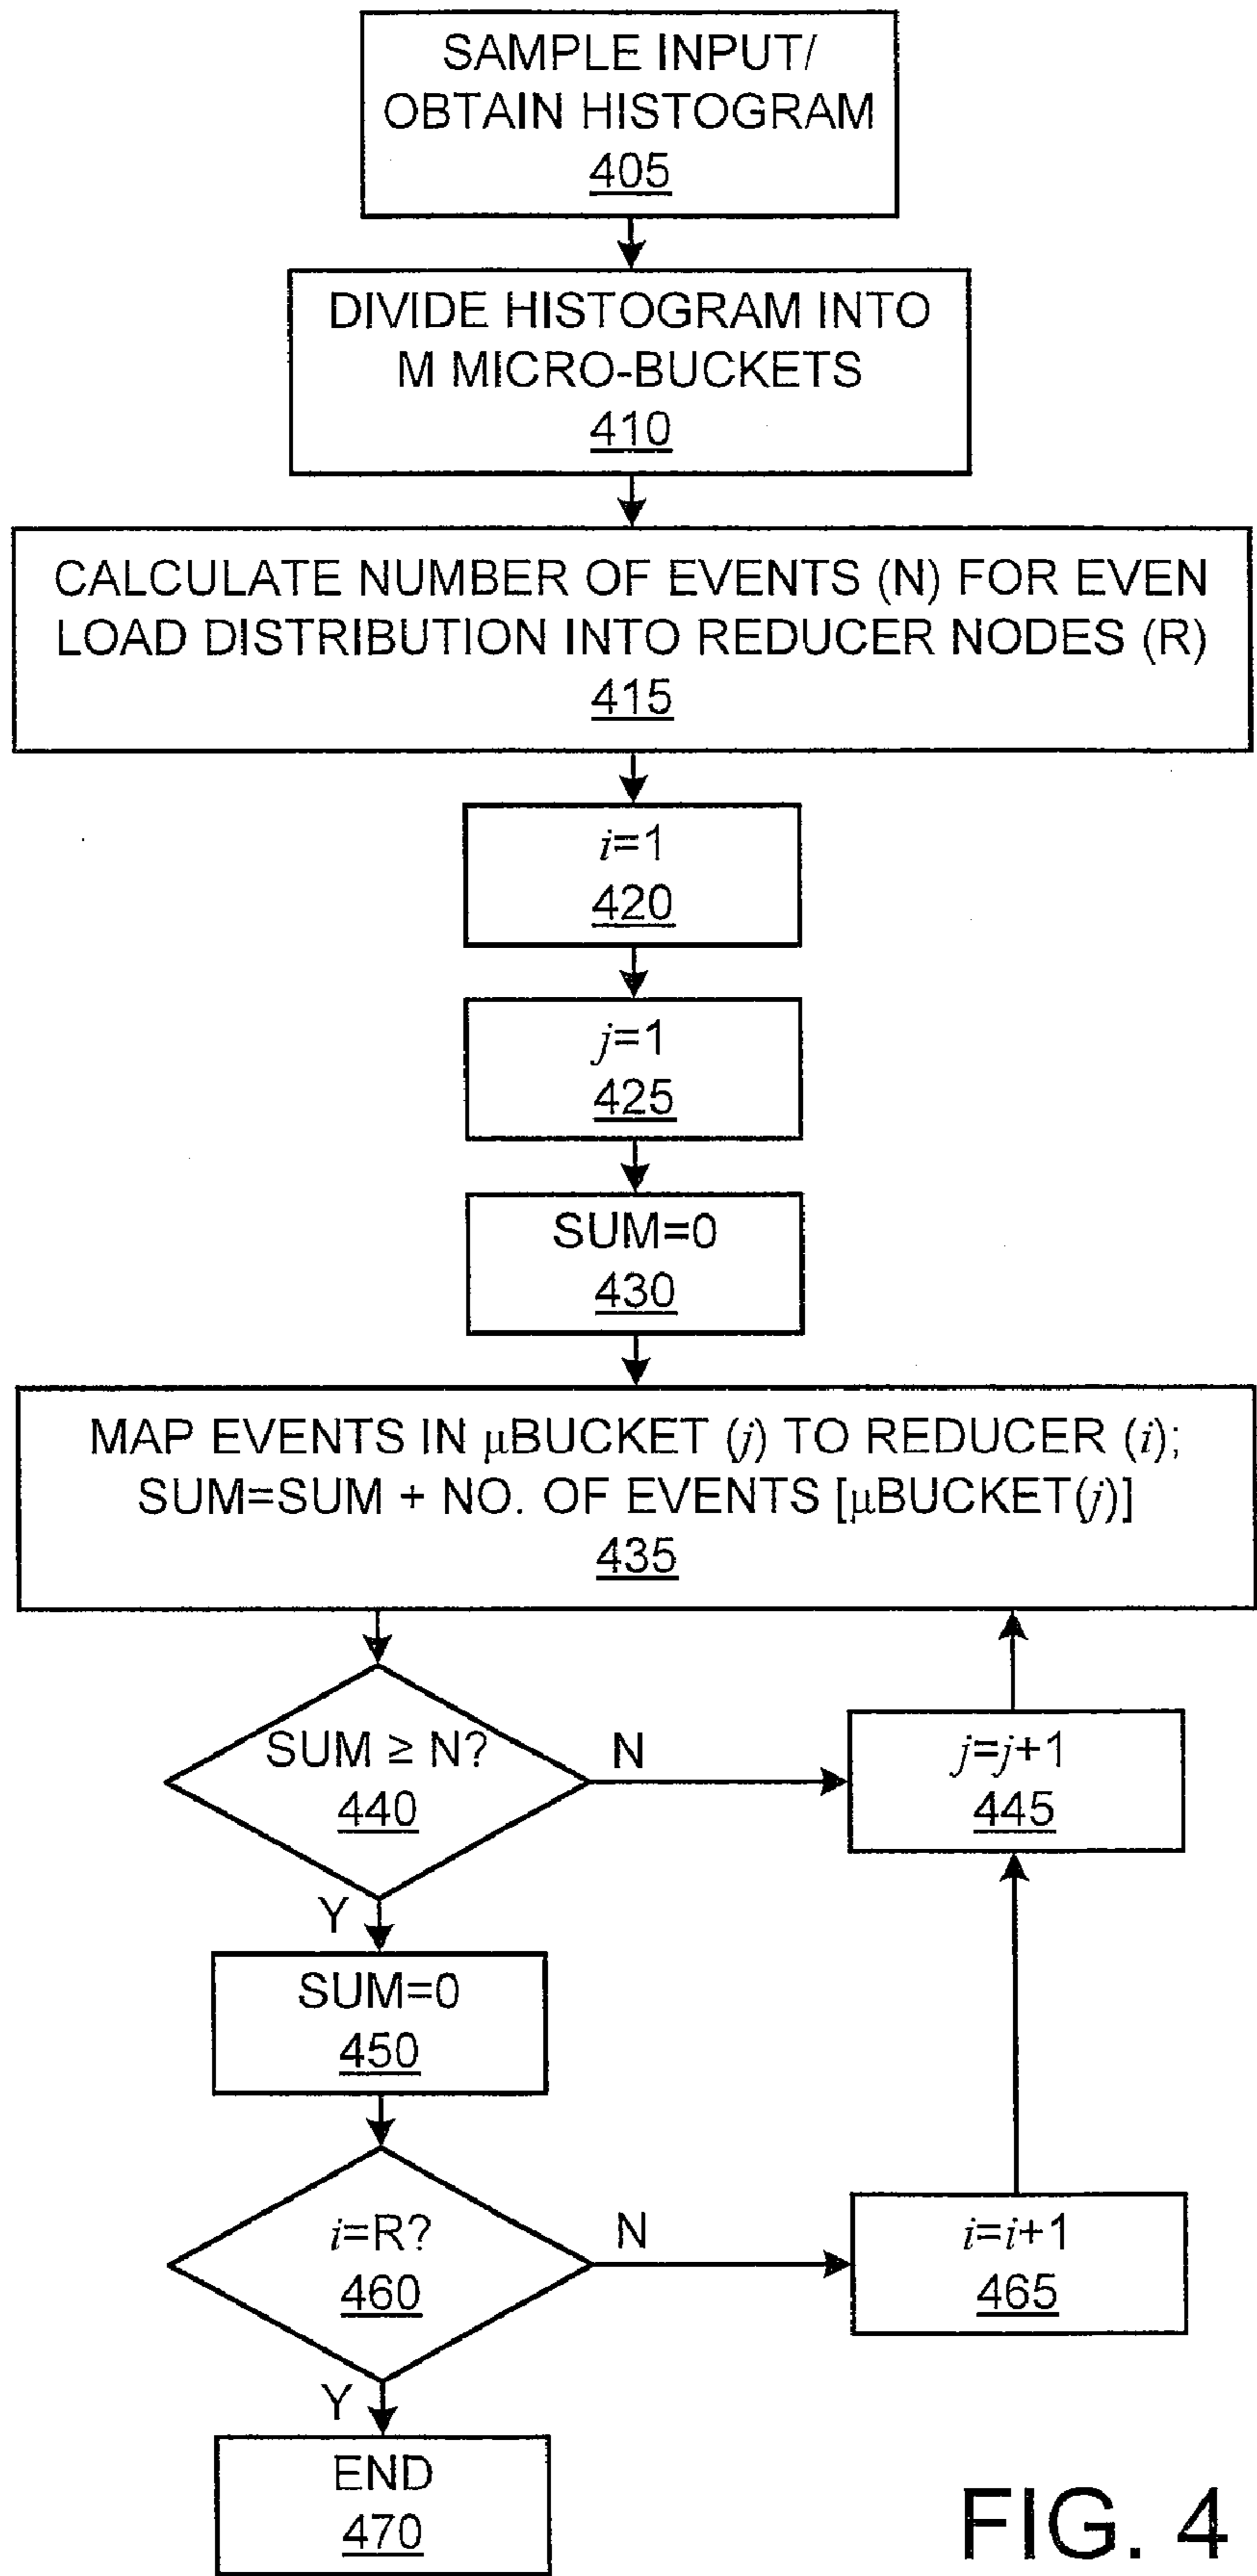 SAMPLE INPUT/
OBTAIN HISTOGRAM
405
DIVIDE HISTOGRAM INTO
M MICRO-BUCKETS
410
CALCULATE NUMBER OF EVENTS (N) FOR EVEN
LOAD DISTRIBUTION INTO REDUCER NODES (R)
415
i=1
420
j=1
425
SUM=0
430
MAP EVENTS IN μBUCKET (j) TO REDUCER (i);
SUM=SUM + NO. OF EVENTS [μBUCKET(j)]
435
SUM ≥ N?
440
N
j=j+1
445
Y
SUM=0
450
i=R?
460
N
i=i+1
465
Y
END
470
FIG. 4